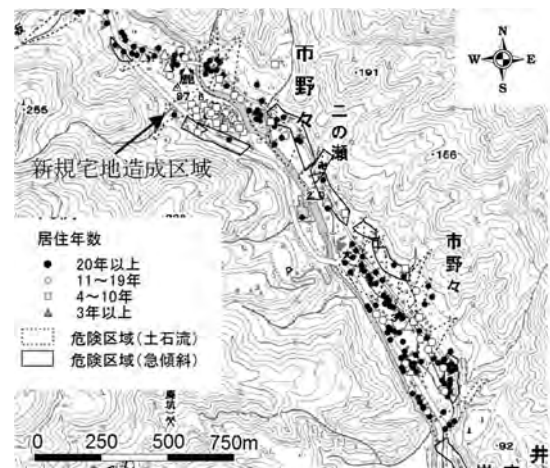 市野々
N
W E
S
・191
255
97
二の瀬
新規宅地造成区域
・166
居住年数
● 20年以上
○ 11～19年
□ 4～10年
▲ 3年以上
危険区域(土石流)
危険区域(急傾斜)
市野々
0 250 500 750m
・92
井